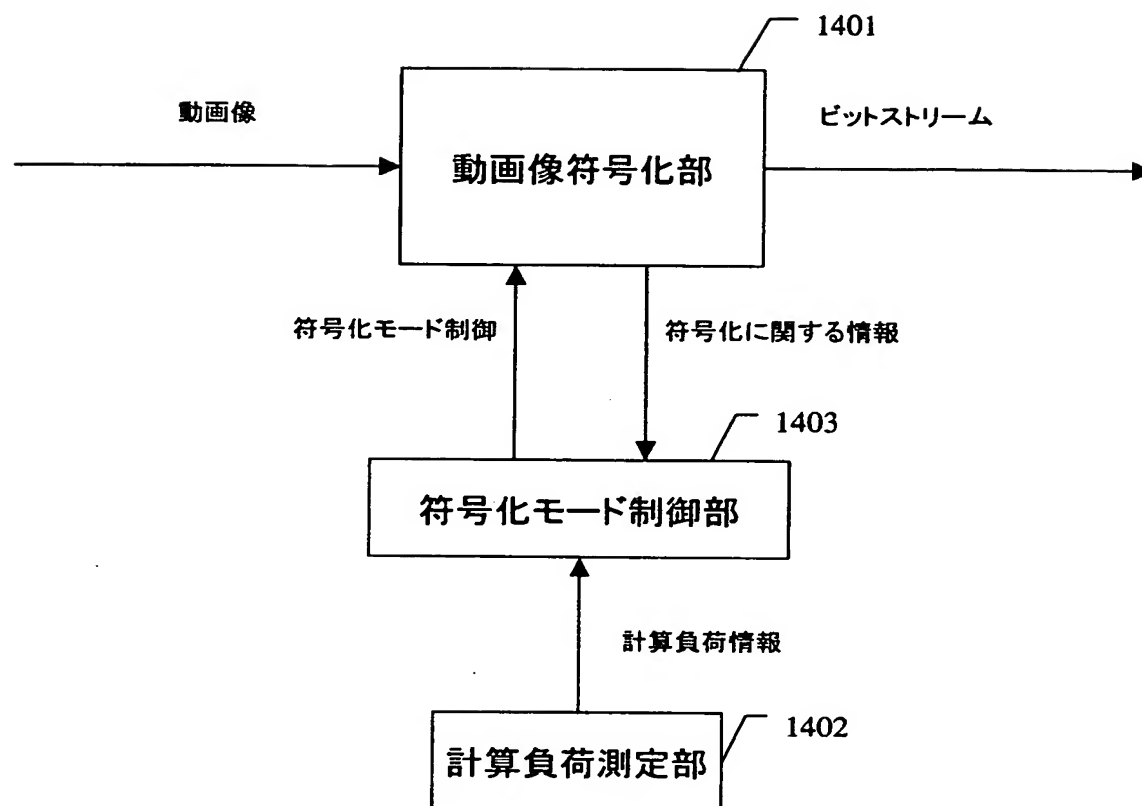 1401
動画像
ビットストリーム
動画像符号化部
符号化モード制御
符号化に関する情報
1403
符号化モード制御部
計算負荷情報
1402
計算負荷測定部